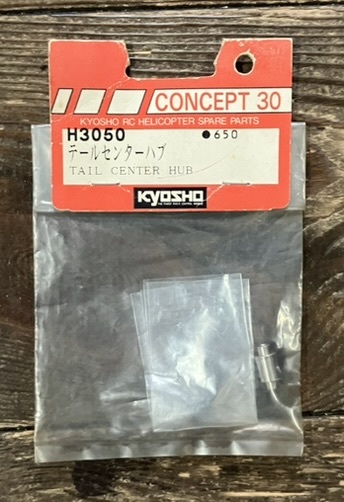 CONCEPT 30
KYOSHO RC HELICOPTER SPARE PARTS
H3050 ●650
テールセンターハブ
TAIL CENTER HUB
KYOSHO